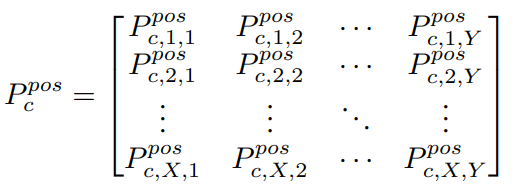 $$P_c^{pos} = \begin{bmatrix} P_{c,1,1}^{pos} & P_{c,1,2}^{pos} & \cdots & P_{c,1,Y}^{pos} \\ P_{c,2,1}^{pos} & P_{c,2,2}^{pos} & \cdots & P_{c,2,Y}^{pos} \\ \vdots & \vdots & \ddots & \vdots \\ P_{c,X,1}^{pos} & P_{c,X,2}^{pos} & \cdots & P_{c,X,Y}^{pos} \end{bmatrix}$$